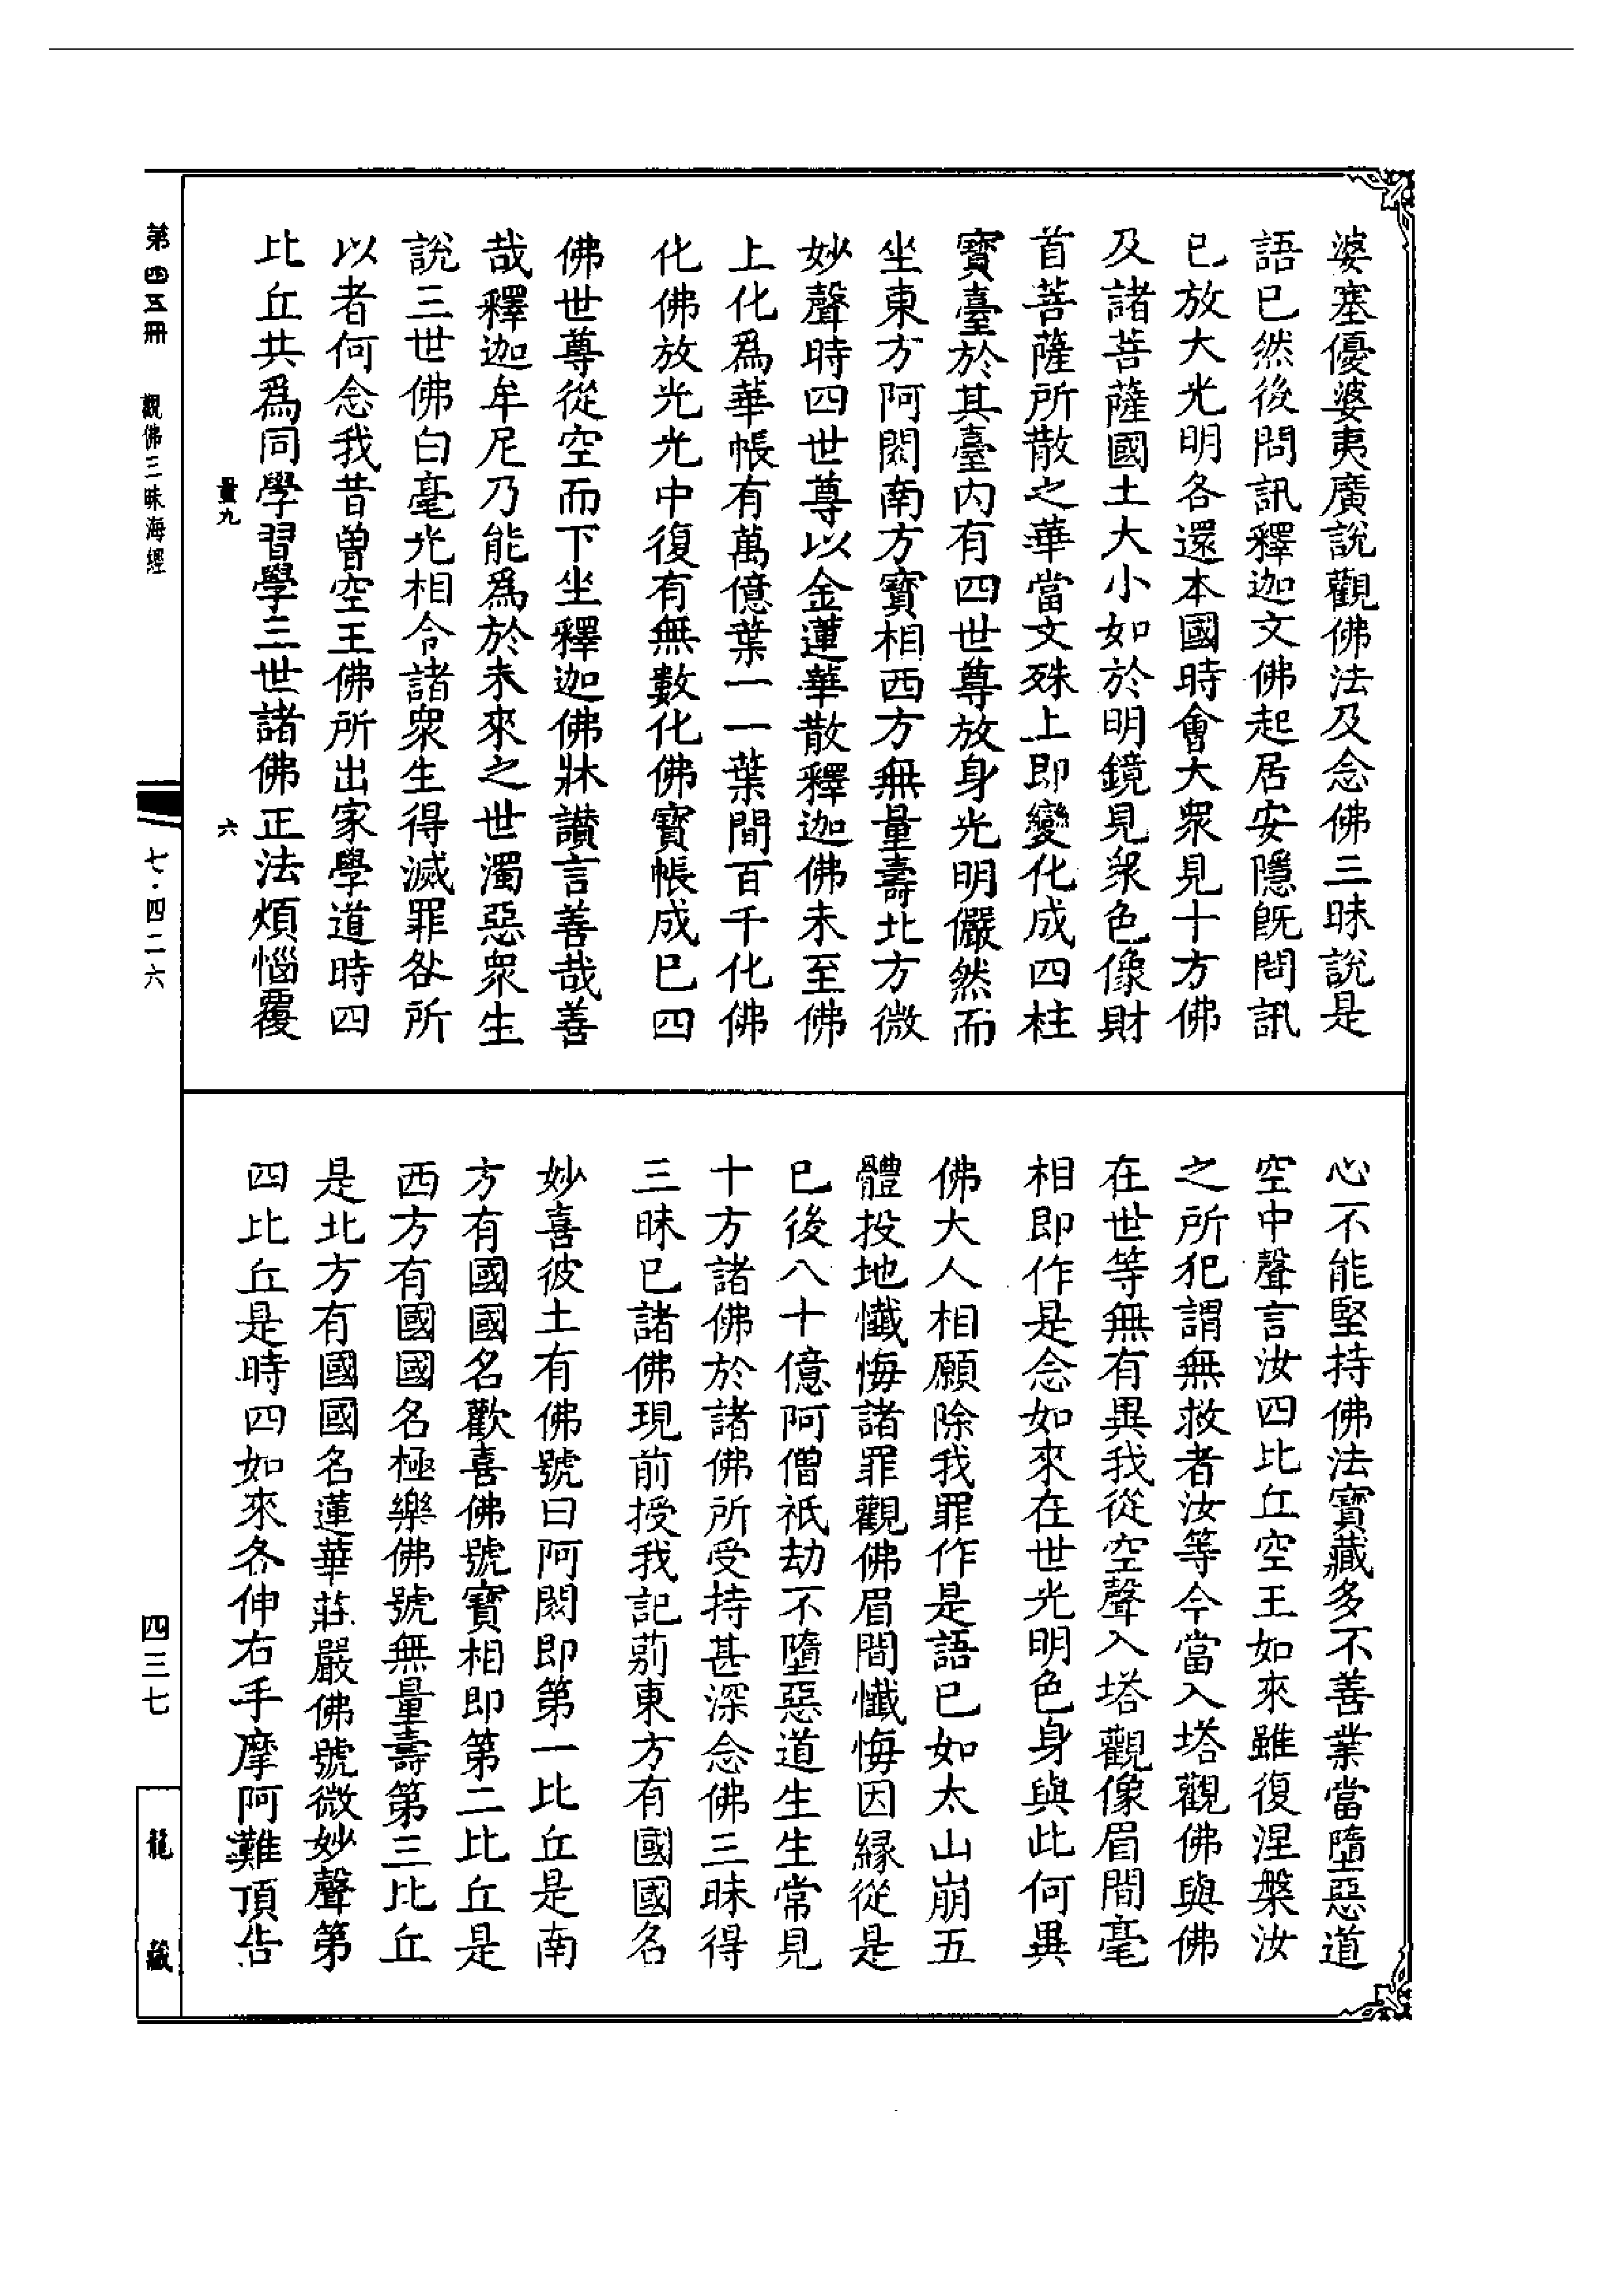 婆塞優婆夷廣說觀佛法及念佛三昧說是
語已然後問訊釋迦文佛起居安隱旣問訊
已放大光明各還本國時會大衆見十方佛
及諸菩薩國土大小如於明鏡見衆色像財
首菩薩所散之華當文殊上即變化成四柱
寶臺於其臺內有四世尊放身光明儼然而
坐東方阿閦南方寶相西方無量壽北方微
妙聲時四世尊以金蓮華散釋迦佛未至佛
上化爲華帳有萬億葉一一葉間百千化佛
化佛放光光中復有無數化佛寶帳成已四
佛世尊從空而下坐釋迦佛牀讃言善哉善
哉釋迦牟尼乃能爲於未來之世濁惡衆生
說三世佛白毫光相令諸衆生得滅罪咎所
以者何念我昔曾空王佛所出家學道時四
比丘共爲同學習學三世諸佛正法煩惱覆
量九 六
心不能堅持佛法寶藏多不善業當墮惡道
空中聲言汝四比丘空王如來雖復涅槃汝
之所犯謂無救者汝等今當入塔觀佛與佛
在世等無有異我從空聲入塔觀像眉間毫
相即作是念如來在世光明色身與此何異
佛大人相願除我罪作是語已如太山崩五
體投地懺悔諸罪觀佛眉間懺悔因緣從是
已後八十億阿僧祇劫不墮惡道生生常見
十方諸佛於諸佛所受持甚深念佛三昧得
三昧已諸佛現前授我記莂東方有國國名
妙喜彼土有佛號曰阿閦即第一比丘是南
方有國國名歡喜佛號寶相即第二比丘是
西方有國國名極樂佛號無量壽第三比丘
是北方有國國名蓮華莊嚴佛號微妙聲第
四比丘是時四如來各伸右手摩阿難頂告
第四五冊 觀佛三昧海經 七·四二六 四三七 龍藏